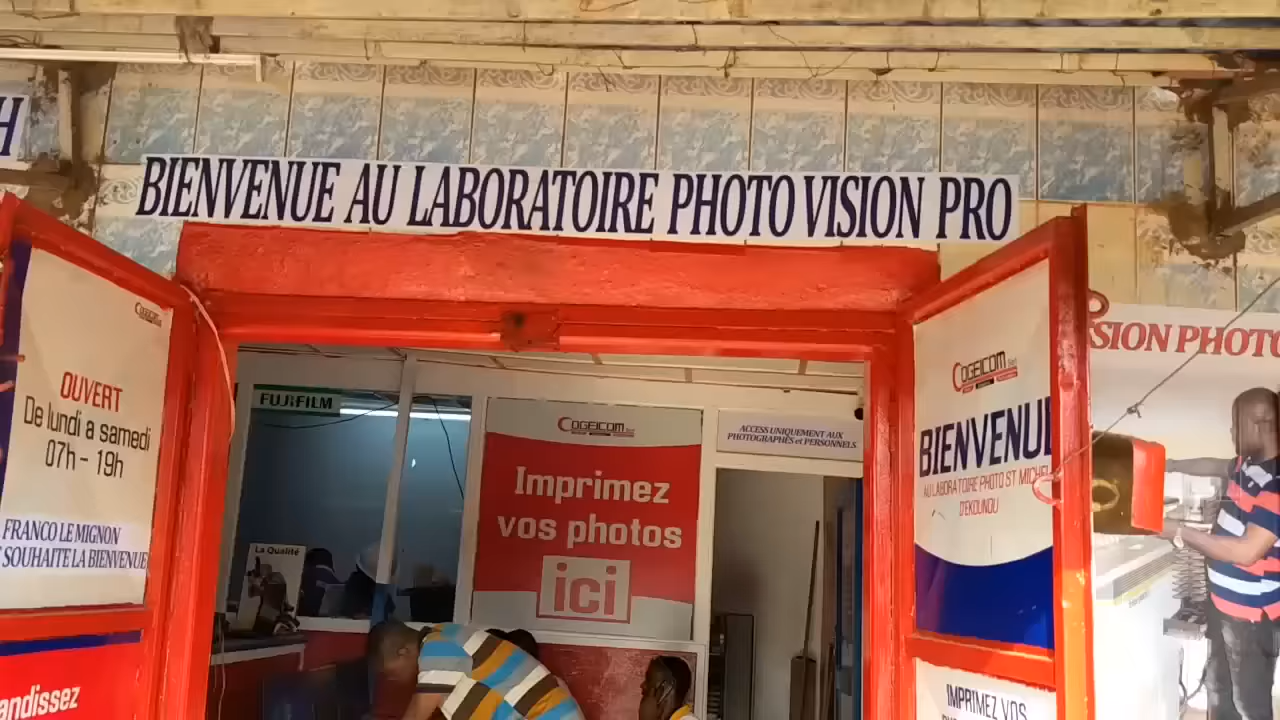 H
BIENVENUE AU LABORATOIRE PHOTO VISION PRO
COGEICOM
OUVERT
De lundi a samedi
07h - 19h
FRANCO LE MIGNON
SOUHAITE LA BIENVENUE
andissez
FUJIFILM
La Qualité
COGEICOM
Imprimez
vos photos
ici
ACCESS UNIQUEMENT AUX
PHOTOGRAPHES et PERSONNELS
COGEICOM
BIENVENU
AU LABORATOIRE PHOTO ST MICHEL
D'EKOUNOU
IMPRIMEZ VOS
SION PHOTO